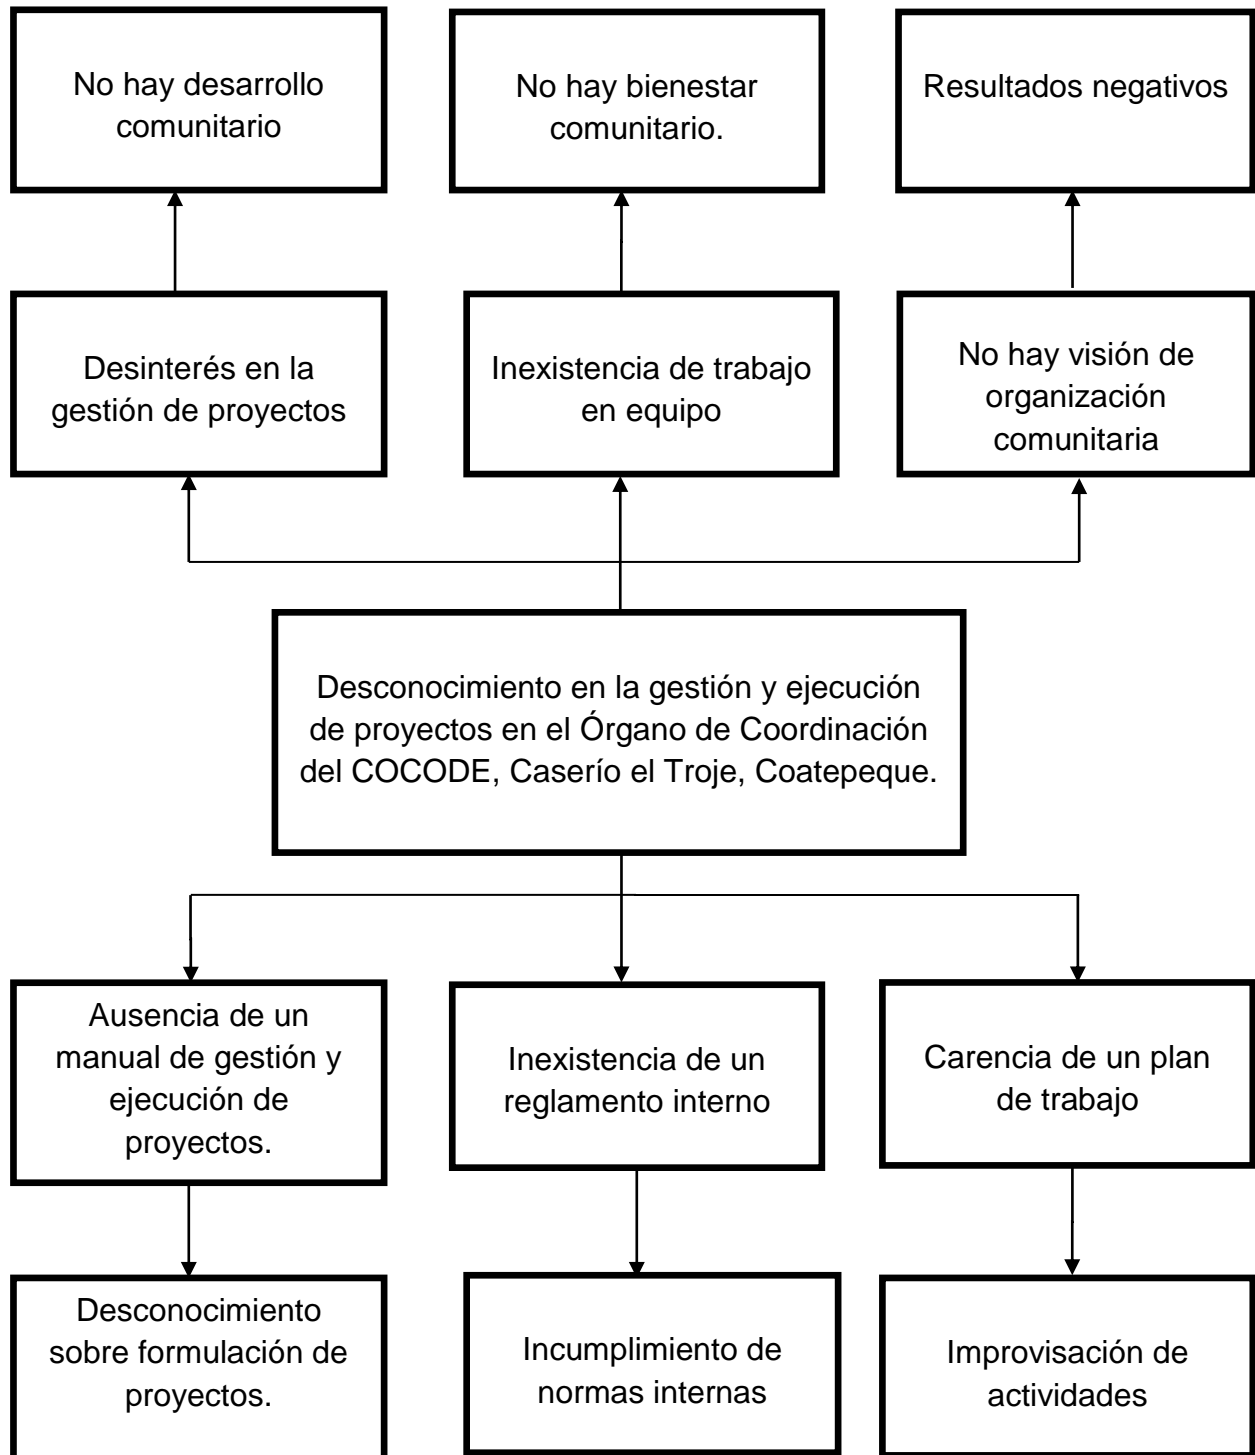 No hay desarrollo
comunitario
No hay bienestar
comunitario.
Resultados negativos
Desinterés en la
gestión de proyectos
Inexistencia de trabajo
en equipo
No hay visión de
organización
comunitaria
Desconocimiento en la gestión y ejecución
de proyectos en el Órgano de Coordinación
del COCODE, Caserío el Troje, Coatepeque.
Ausencia de un
manual de gestión y
ejecución de
proyectos.
Inexistencia de un
reglamento interno
Carencia de un plan
de trabajo
Desconocimiento
sobre formulación de
proyectos.
Incumplimiento de
normas internas
Improvisación de
actividades